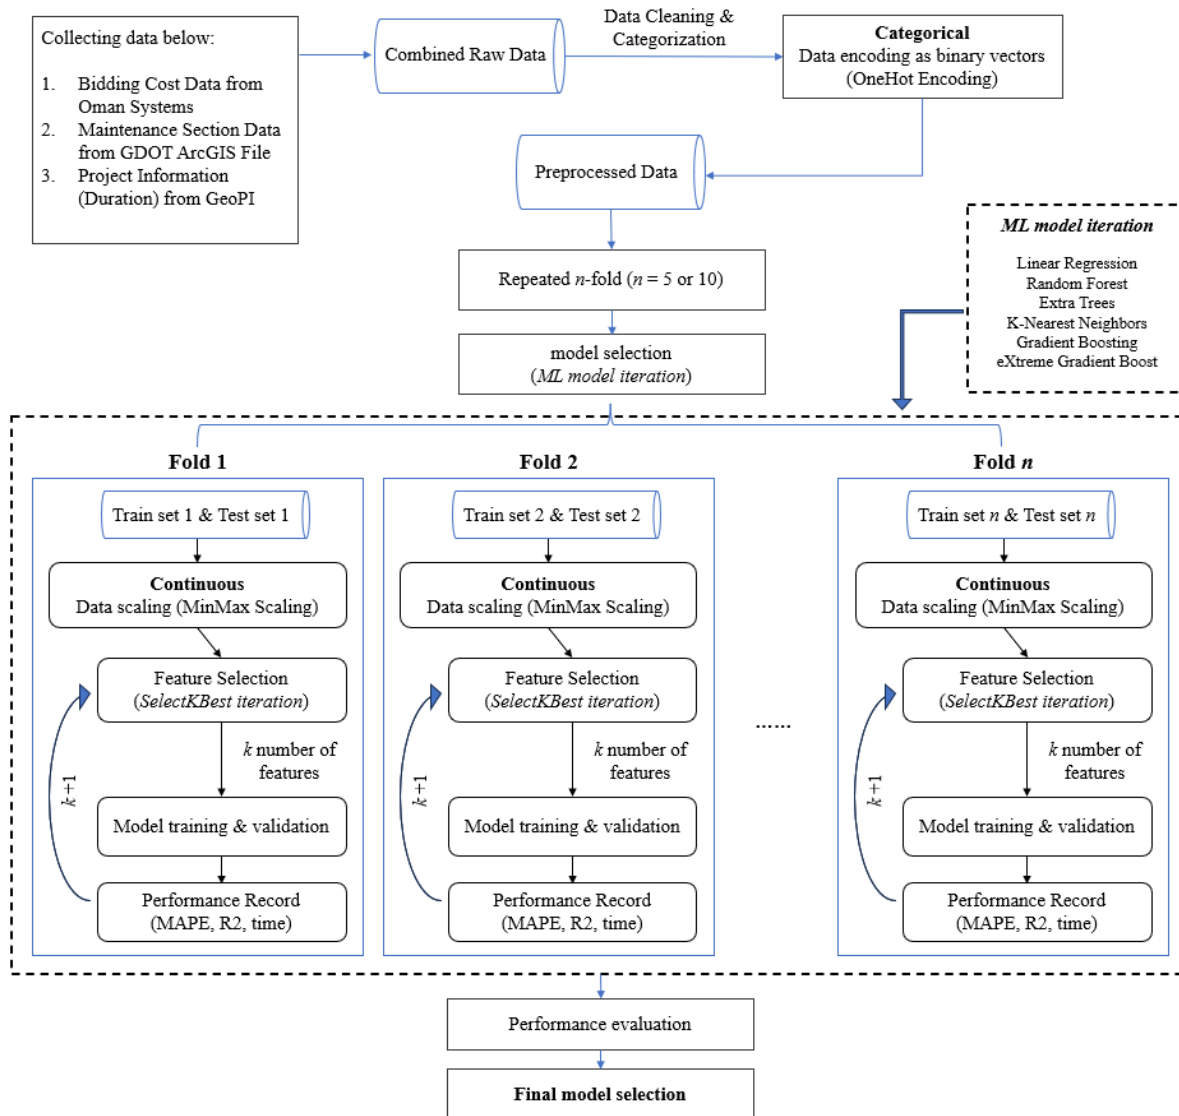 Collecting data below:
1. Bidding Cost Data from
Oman Systems
2. Maintenance Section Data
from GDOT ArcGIS File
3. Project Information
(Duration) from GeoPI
Combined Raw Data
Data Cleaning &
Categorization
Categorical
Data encoding as binary vectors
(OneHot Encoding)
Preprocessed Data
Repeated n-fold (n = 5 or 10)
model selection
(ML model iteration)
ML model iteration
Linear Regression
Random Forest
Extra Trees
K-Nearest Neighbors
Gradient Boosting
eXtreme Gradient Boost
Fold 1
Train set 1 & Test set 1
Continuous
Data scaling (MinMax Scaling)
Feature Selection
(SelectKBest iteration)
k number of
features
k+1
Model training & validation
Performance Record
(MAPE, R2, time)
Fold 2
Train set 2 & Test set 2
Continuous
Data scaling (MinMax Scaling)
Feature Selection
(SelectKBest iteration)
k number of
features
k+1
Model training & validation
Performance Record
(MAPE, R2, time)
......
Fold n
Train set n & Test set n
Continuous
Data scaling (MinMax Scaling)
Feature Selection
(SelectKBest iteration)
k number of
features
k+1
Model training & validation
Performance Record
(MAPE, R2, time)
Performance evaluation
Final model selection